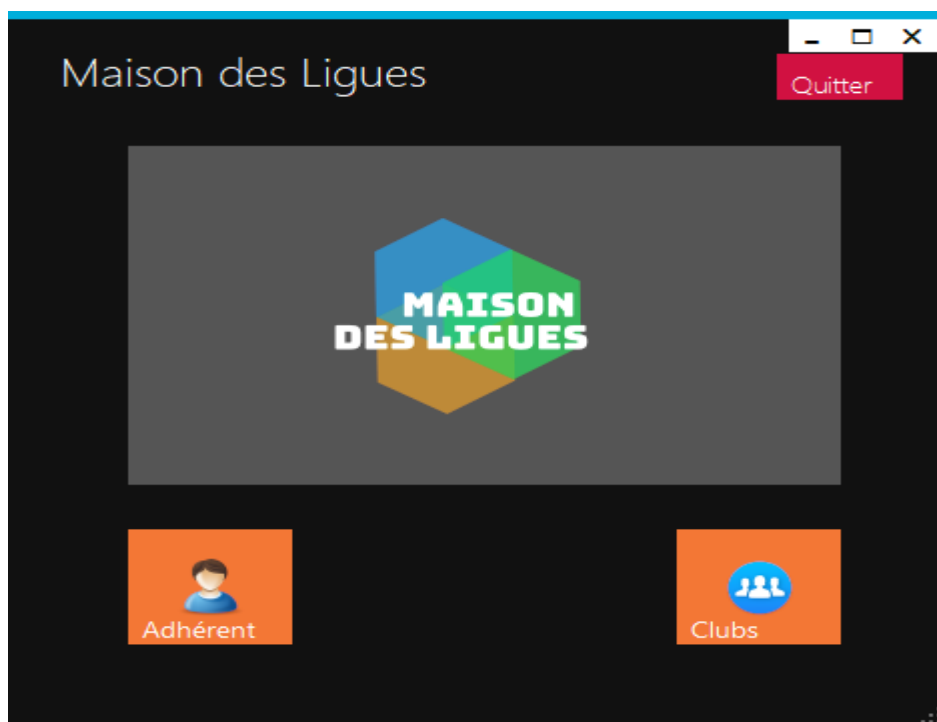 Maison des Ligues
Quitter
MAISON
DES LIGUES
Adhérent
Clubs